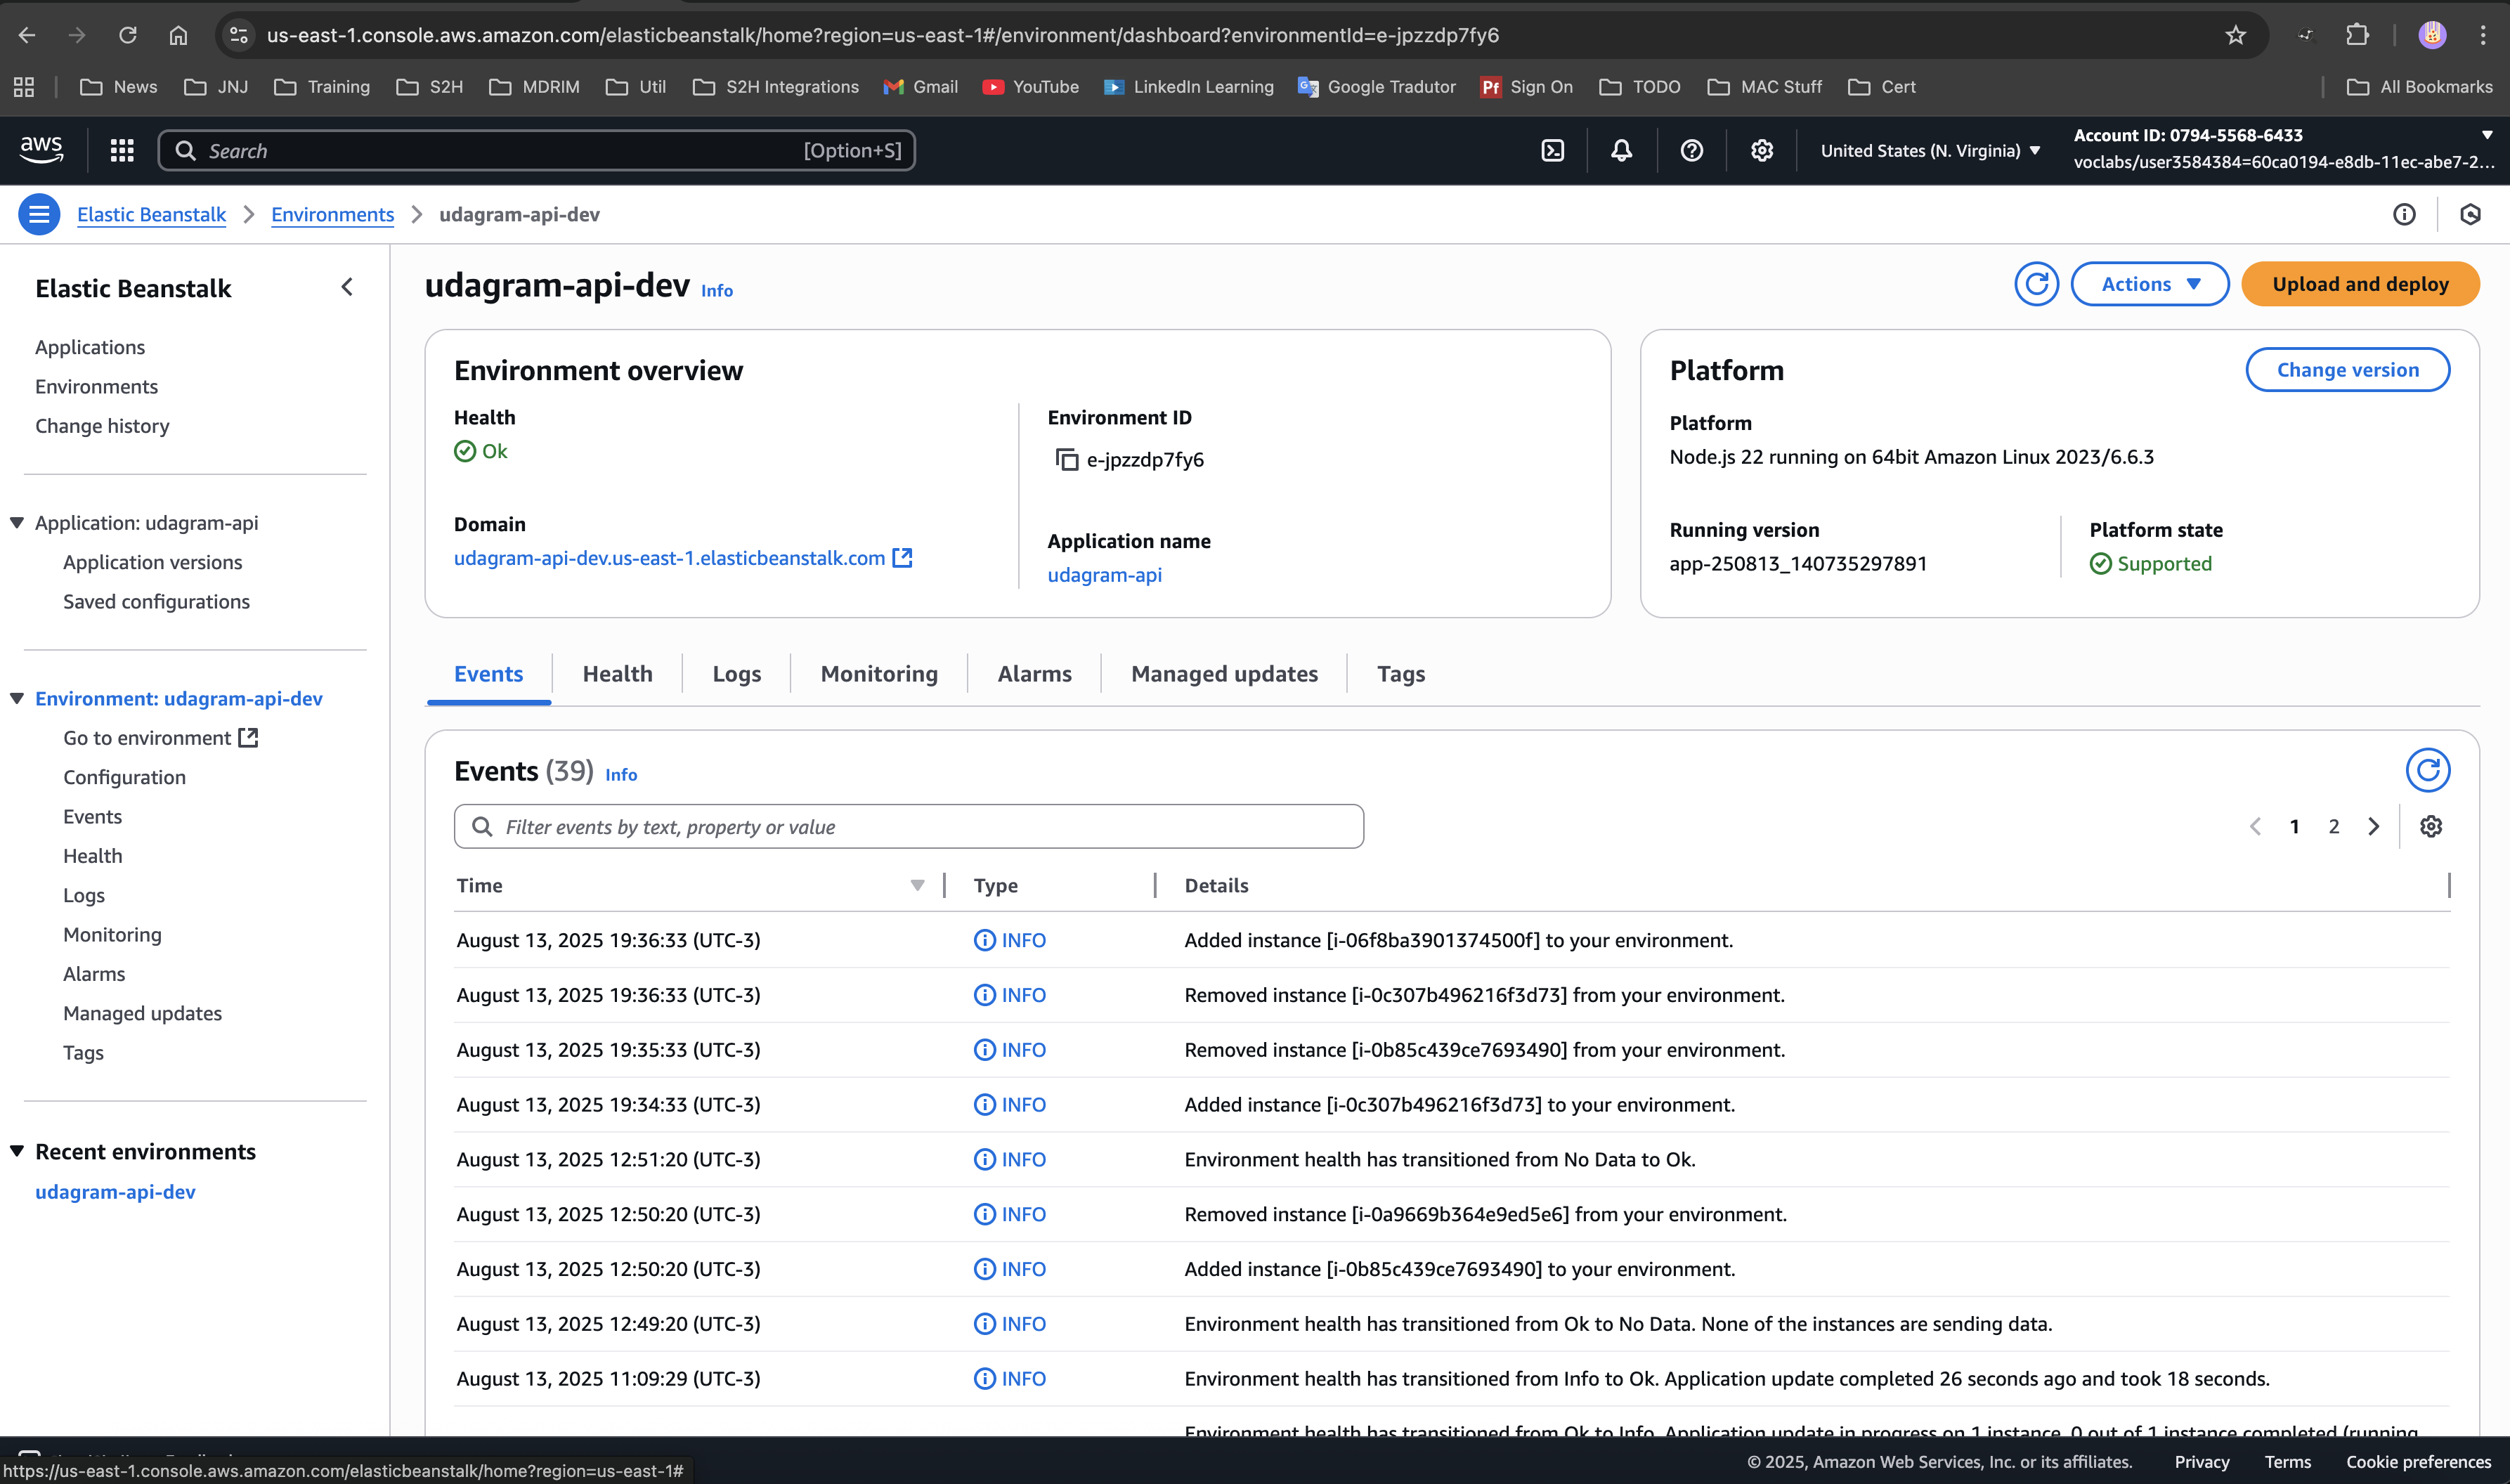 us-east-1.console.aws.amazon.com/elasticbeanstalk/home?region=us-east-1#/environment/dashboard?environmentId=e-jpzzdp7fy6
News JNJ Training S2H MDRIM Util S2H Integrations Gmail YouTube LinkedIn Learning Google Tradutor Pf Sign On TODO MAC Stuff Cert All Bookmarks
aws Search [Option+S] United States (N. Virginia) Account ID: 0794-5568-6433
voclabs/user3584384=60ca0194-e8db-11ec-abe7-2...
Elastic Beanstalk Environments udagram-api-dev
Elastic Beanstalk
Applications
Environments
Change history
Application: udagram-api
Application versions
Saved configurations
Environment: udagram-api-dev
Go to environment
Configuration
Events
Health
Logs
Monitoring
Alarms
Managed updates
Tags
Recent environments
udagram-api-dev
udagram-api-dev Info
Actions Upload and deploy
Environment overview
Health
Ok
Domain
udagram-api-dev.us-east-1.elasticbeanstalk.com
Environment ID
e-jpzzdp7fy6
Application name
udagram-api
Platform Change version
Platform
Node.js 22 running on 64bit Amazon Linux 2023/6.6.3
Running version
app-250813_140735297891
Platform state
Supported
Events Health Logs Monitoring Alarms Managed updates Tags
Events (39) Info
Filter events by text, property or value
1 2
Time Type Details
August 13, 2025 19:36:33 (UTC-3) INFO Added instance [i-06f8ba3901374500f] to your environment.
August 13, 2025 19:36:33 (UTC-3) INFO Removed instance [i-0c307b496216f3d73] from your environment.
August 13, 2025 19:35:33 (UTC-3) INFO Removed instance [i-0b85c439ce7693490] from your environment.
August 13, 2025 19:34:33 (UTC-3) INFO Added instance [i-0c307b496216f3d73] to your environment.
August 13, 2025 12:51:20 (UTC-3) INFO Environment health has transitioned from No Data to Ok.
August 13, 2025 12:50:20 (UTC-3) INFO Removed instance [i-0a9669b364e9ed5e6] from your environment.
August 13, 2025 12:50:20 (UTC-3) INFO Added instance [i-0b85c439ce7693490] to your environment.
August 13, 2025 12:49:20 (UTC-3) INFO Environment health has transitioned from Ok to No Data. None of the instances are sending data.
August 13, 2025 11:09:29 (UTC-3) INFO Environment health has transitioned from Info to Ok. Application update completed 26 seconds ago and took 18 seconds.
Environment health has transitioned from Ok to Info. Application update in progress on 1 instance. 0 out of 1 instance completed (running
https://us-east-1.console.aws.amazon.com/elasticbeanstalk/home?region=us-east-1#
© 2025, Amazon Web Services, Inc. or its affiliates. Privacy Terms Cookie preferences